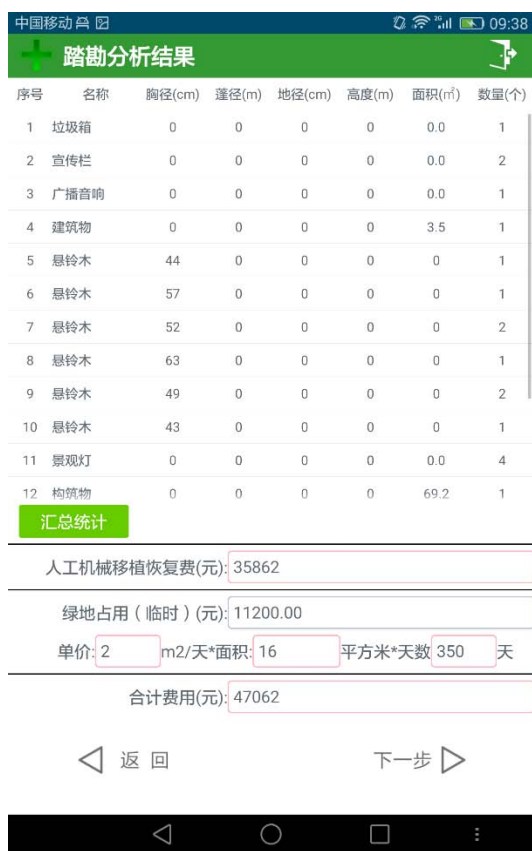 中国移动 09:38
踏勘分析结果
序号 名称 胸径(cm) 蓬径(m) 地径(cm) 高度(m) 面积(㎡) 数量(个)
1 垃圾箱 0 0 0 0 0.0 1
2 宣传栏 0 0 0 0 0.0 2
3 广播音响 0 0 0 0 0.0 1
4 建筑物 0 0 0 0 3.5 1
5 悬铃木 44 0 0 0 0 1
6 悬铃木 57 0 0 0 0 1
7 悬铃木 52 0 0 0 0 2
8 悬铃木 63 0 0 0 0 1
9 悬铃木 49 0 0 0 0 2
10 悬铃木 43 0 0 0 0 1
11 景观灯 0 0 0 0 0.0 4
12 构筑物 0 0 0 0 69.2 1
汇总统计
人工机械移植恢复费(元): 35862
绿地占用（临时）(元): 11200.00
单价: 2 m2/天*面积: 16 平方米*天数 350 天
合计费用(元): 47062
返 回 下一步